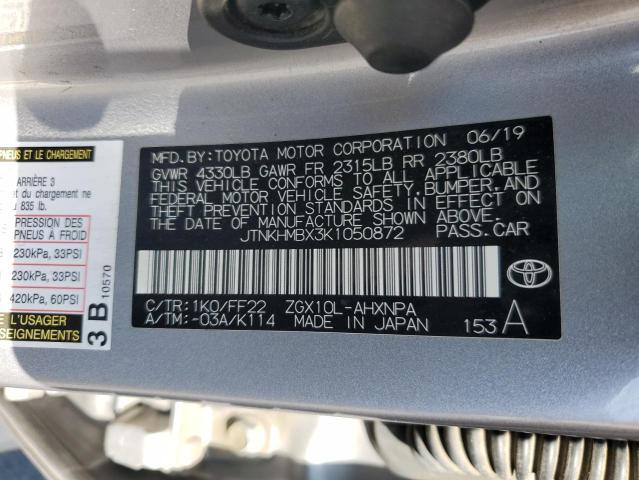 MFD.BY:TOYOTA MOTOR CORPORATION 06/19
GVWR 4330LB GAWR FR 2315LB RR 2380LB
THIS VEHICLE CONFORMS TO ALL APPLICABLE
FEDERAL MOTOR VEHICLE SAFETY,BUMPER,AND
THEFT PREVENTION STANDARDS IN EFFECT ON
THE DATE OF MANUFACTURE SHOWN ABOVE.
JTNKHMBX3K1050872 PASS.CAR
C/TR:1K0/FF22 ZGX10L-AHXNPA
A/TM:-03A/K114 MADE IN JAPAN 153 A
PNEUS ET LE CHARGEMENT
ARRIÈRE 3
t du chargement ne
835 lb.
PRESSION DES
PNEUS À FROID
230kPa, 33PSI
230kPa, 33PSI
420kPa, 60PSI
L'USAGER
3 B 10570